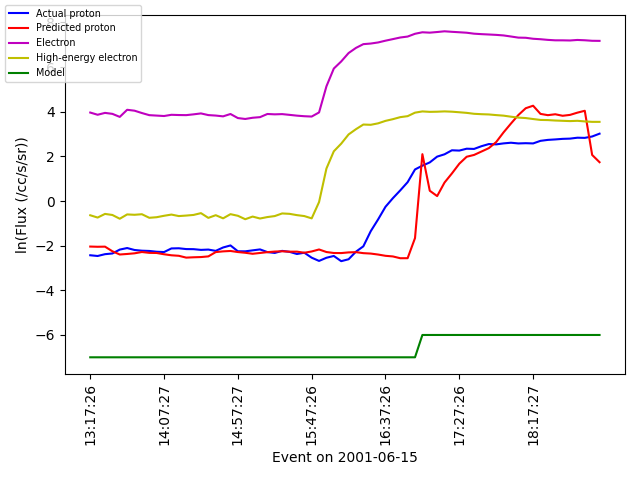 Actual proton
Predicted proton
Electron
High-energy electron
Model
4
2
0
−2
−4
−6
ln(Flux (/cc/s/sr))
13:17:26
14:07:27
14:57:27
15:47:26
16:37:26
17:27:26
18:17:27
Event on 2001-06-15